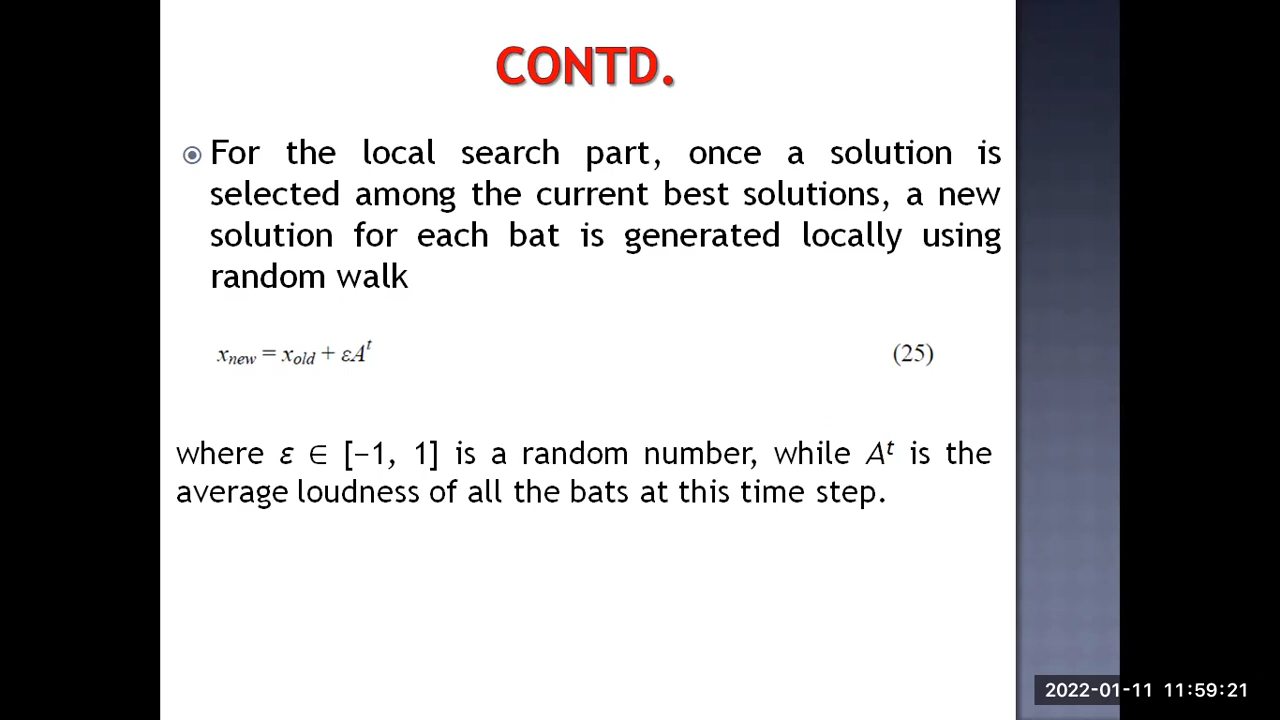 CONTD.
For the local search part, once a solution is
selected among the current best solutions, a new
solution for each bat is generated locally using
random walk
x_new = x_old + εA^t (25)
where ε ∈ [−1, 1] is a random number, while A^t is the
average loudness of all the bats at this time step.
2022-01-11 11:59:21